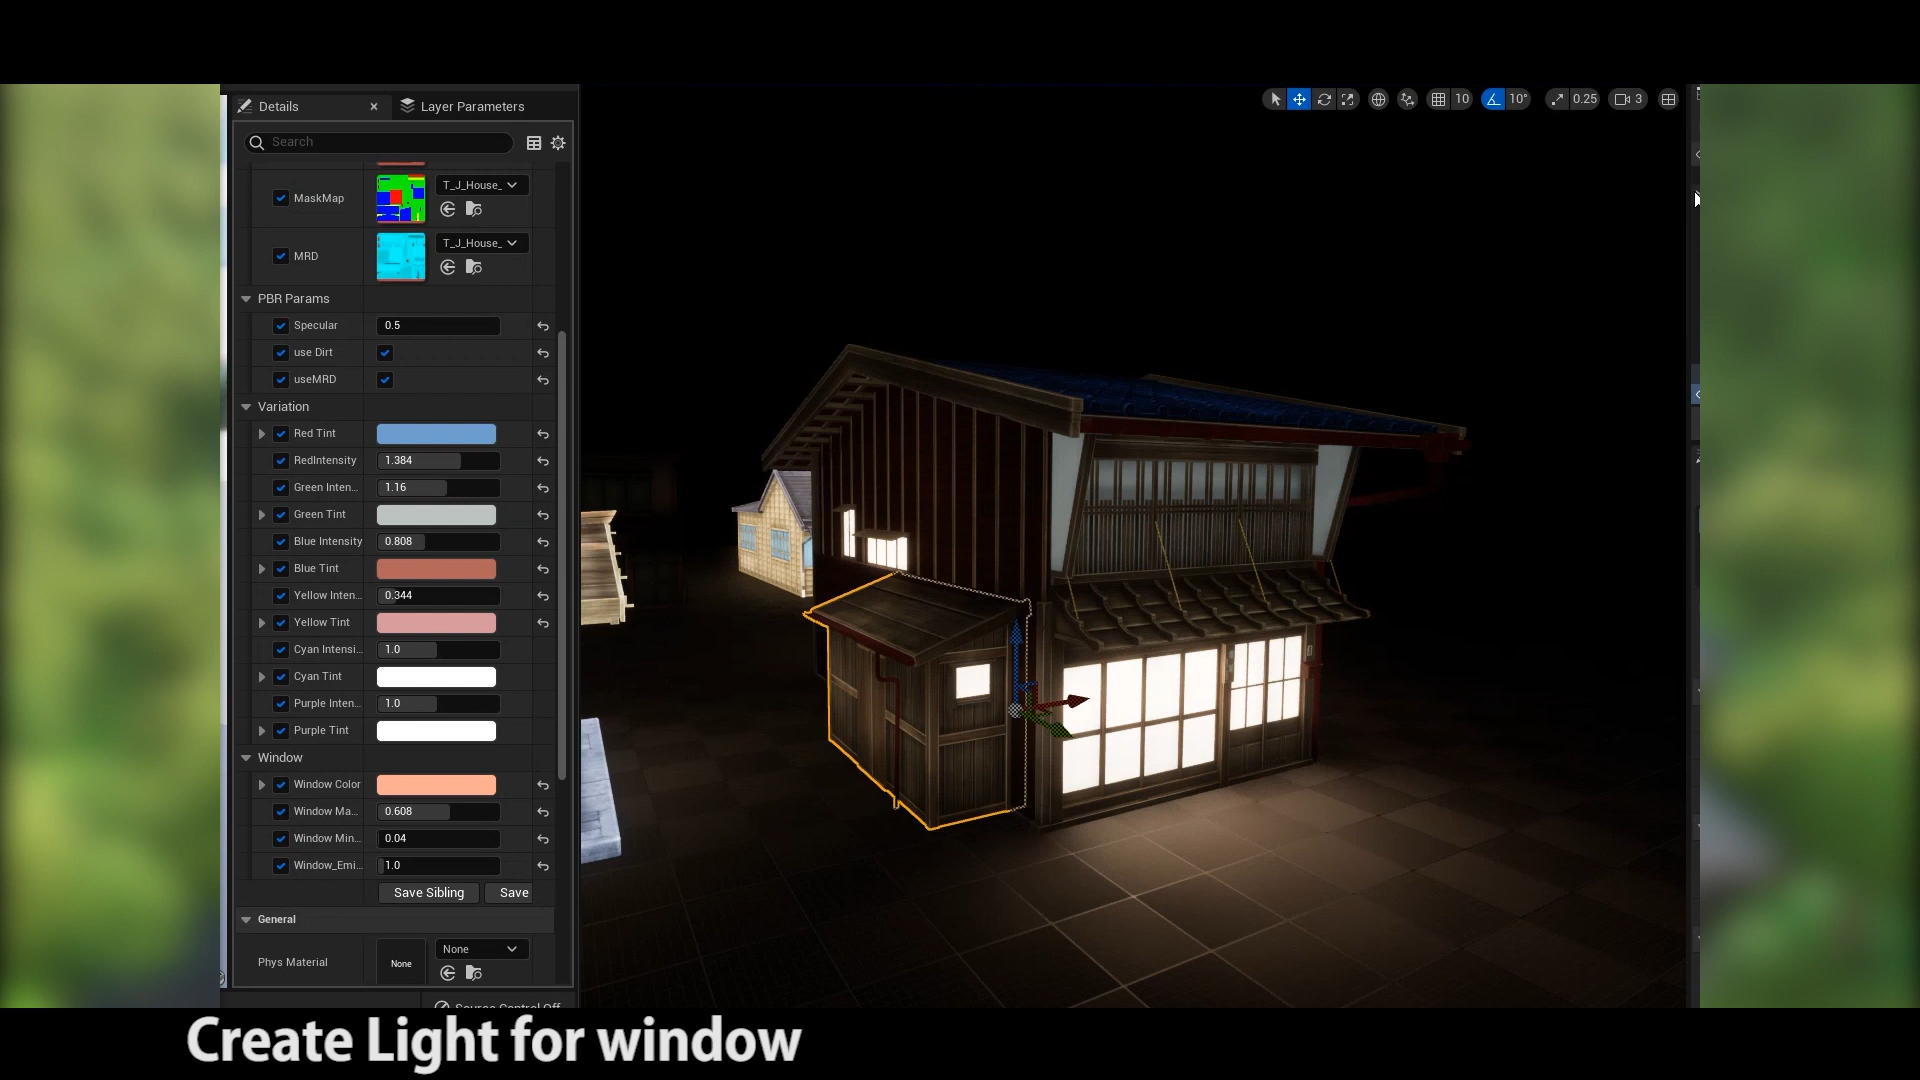 Details
Layer Parameters
10
10°
0.25
3
Search
MaskMap
T_J_House_
MRD
T_J_House_
PBR Params
Specular
0.5
use Dirt
useMRD
Variation
Red Tint
RedIntensity
1.384
Green Inten...
1.16
Green Tint
Blue Intensity
0.808
Blue Tint
Yellow Inten...
0.344
Yellow Tint
Cyan Intensi...
1.0
Cyan Tint
Purple Inten...
1.0
Purple Tint
Window
Window Color
Window Ma...
0.608
Window Min...
0.04
Window_Emi...
1.0
Save Sibling
Save
General
Phys Material
None
None
Source Control Off
Create Light for window